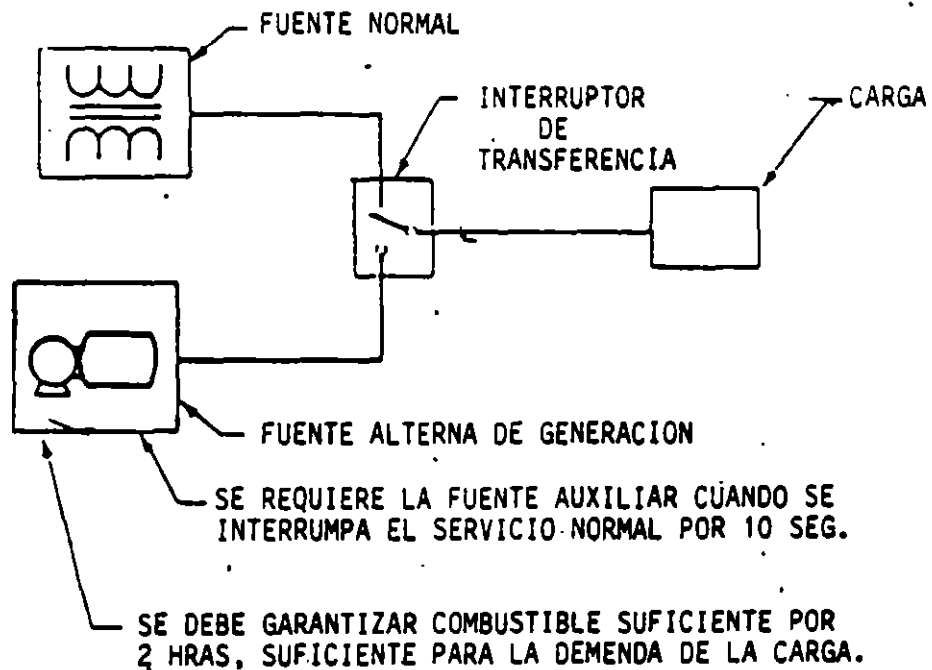 FUENTE NORMAL
INTERRUPTOR
DE
TRANSFERENCIA
CARGA
FUENTE ALTERNA DE GENERACION
SE REQUIERE LA FUENTE AUXILIAR CUANDO SE
INTERRUMPA EL SERVICIO NORMAL POR 10 SEG.
SE DEBE GARANTIZAR COMBUSTIBLE SUFICIENTE POR
2 HRAS, SUFICIENTE PARA LA DEMENDA DE LA CARGA.